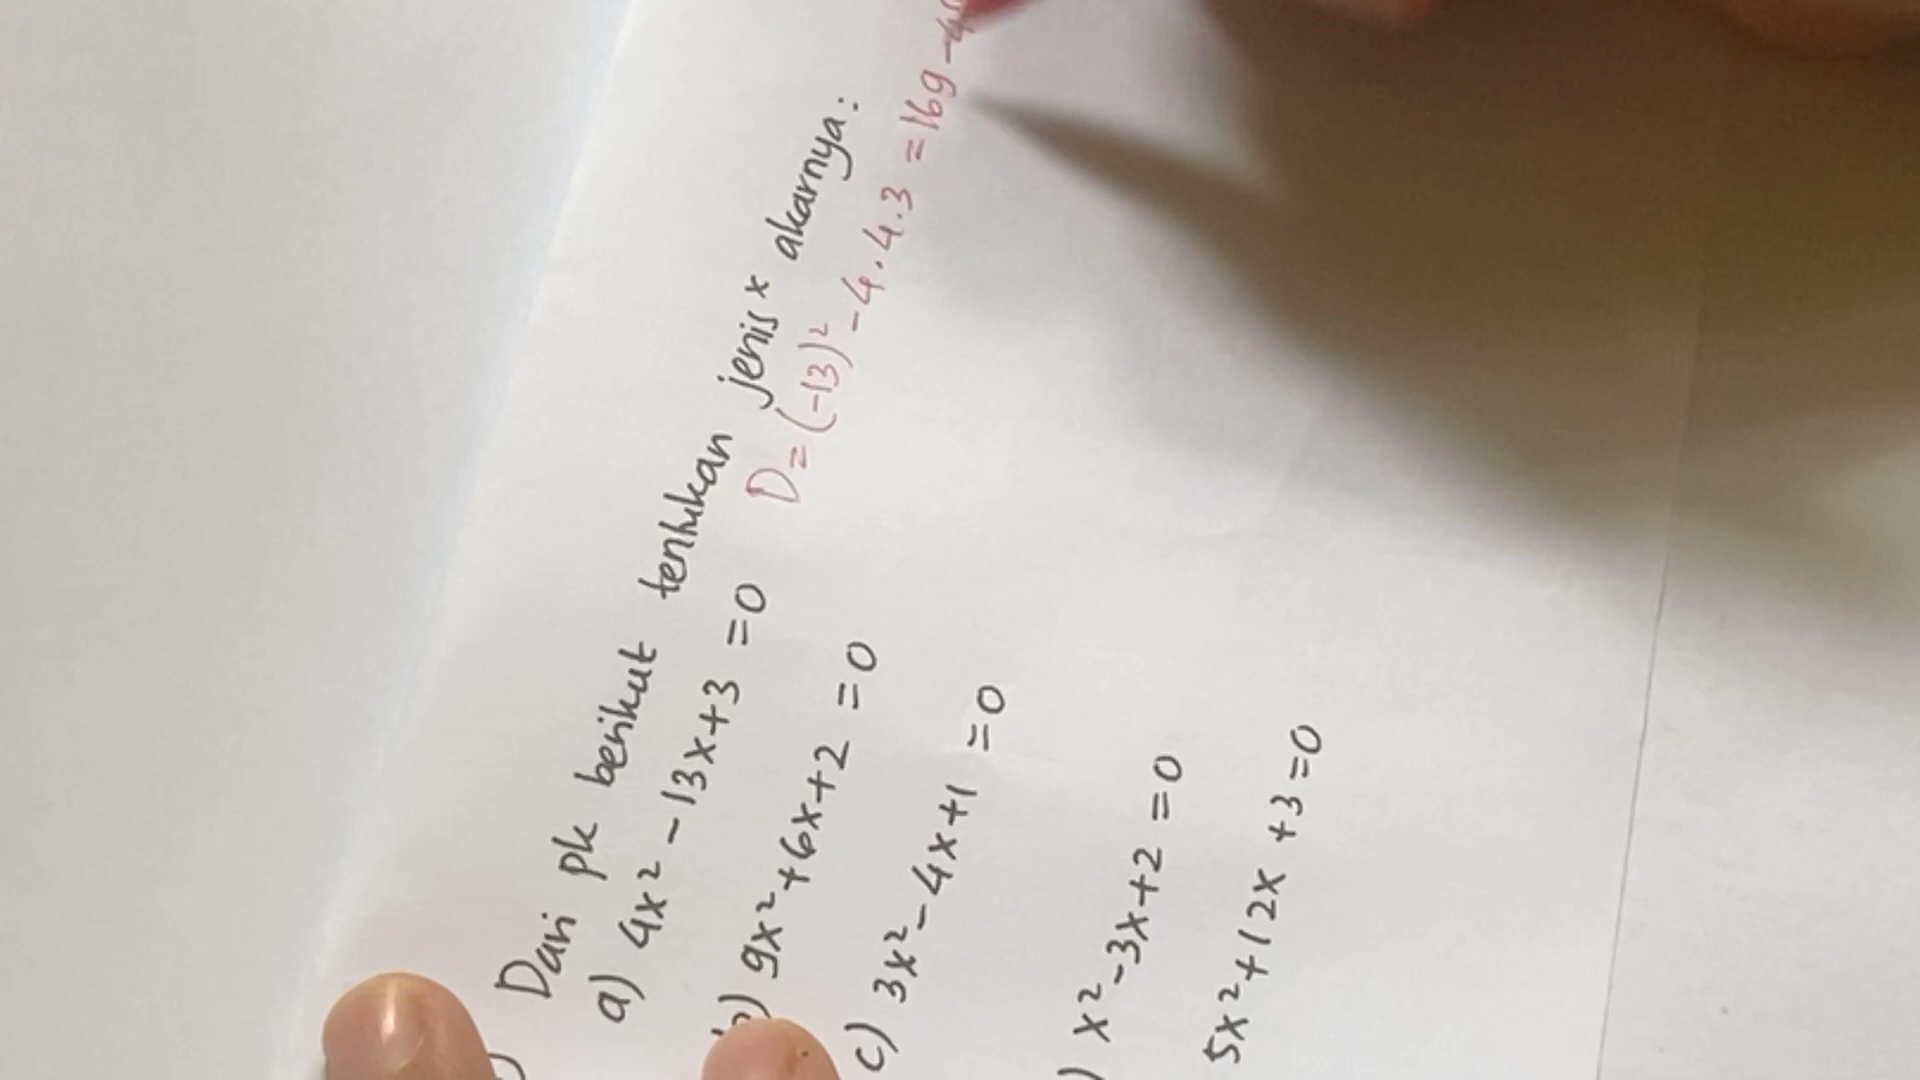 Dari pk berikut tentukan jenis x akarnya:
a) 4x² - 13x + 3 = 0
D = (-13)² - 4 . 4 . 3 = 169 - 4
b) 9x² + 6x + 2 = 0
c) 3x² - 4x + 1 = 0
) x² - 3x + 2 = 0
5x² + 12x + 3 = 0